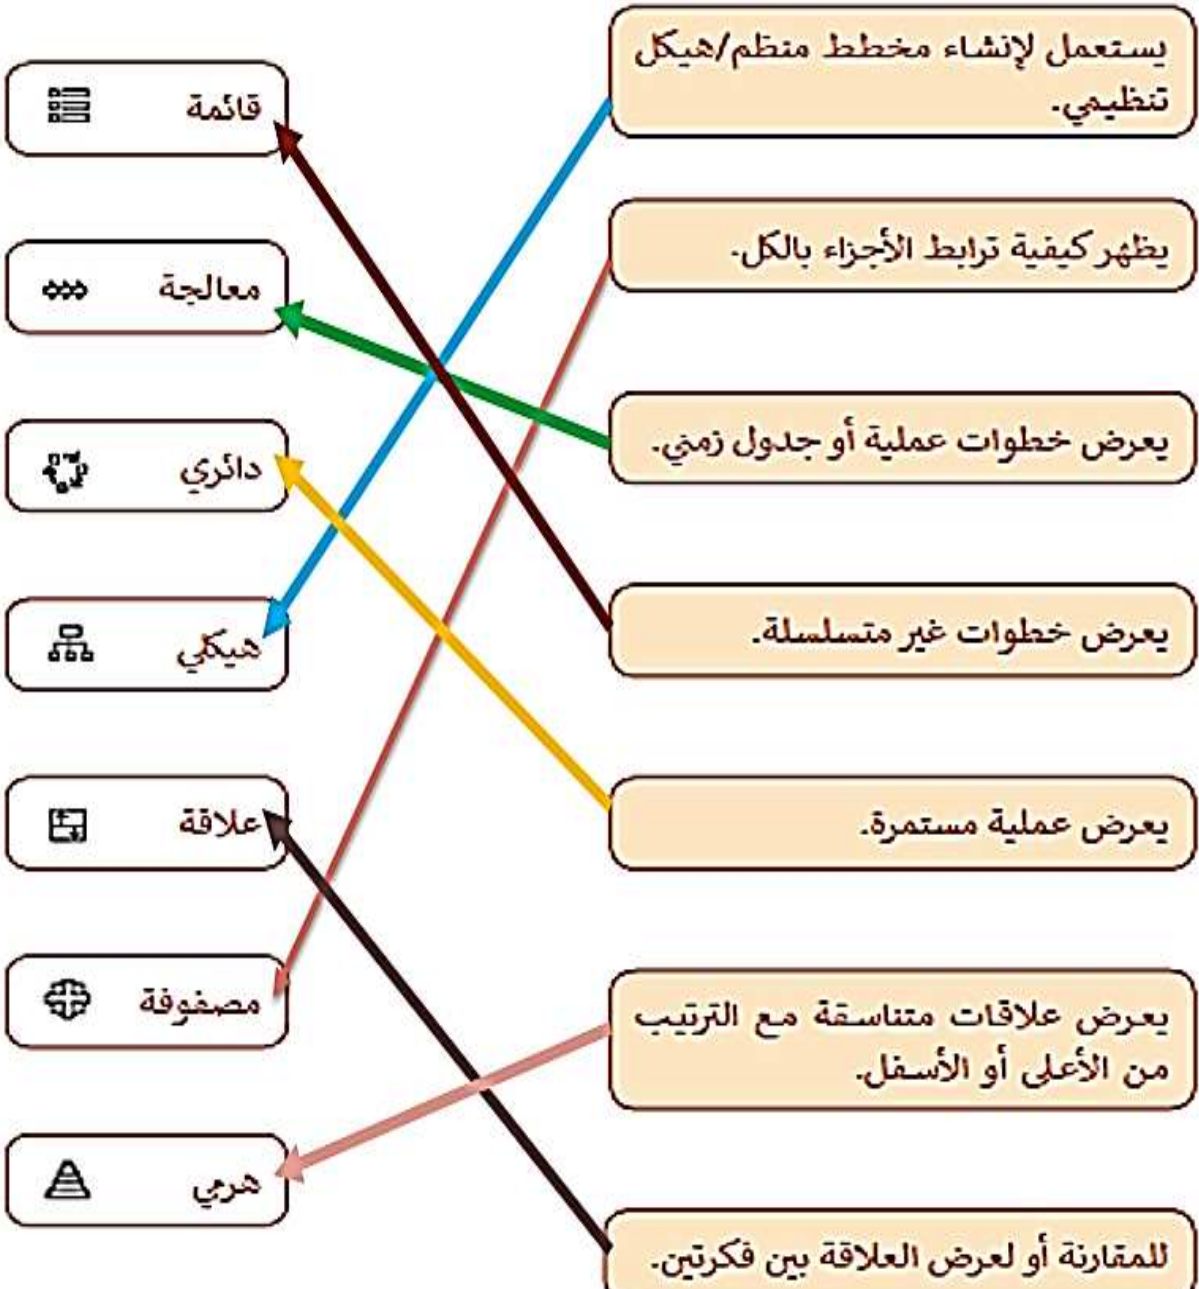 يستعمل لإنشاء مخطط منظم/هيكل
تنظيمي.
قائمة
يظهر كيفية ترابط الأجزاء بالكل.
معالجة
يعرض خطوات عملية أو جدول زمني.
دائري
يعرض خطوات غير متسلسلة.
هيكلي
يعرض عملية مستمرة.
علاقة
يعرض علاقات متناسقة مع الترتيب
من الأعلى أو الأسفل.
مصفوفة
هرمي
للمقارنة أو لعرض العلاقة بين فكرتين.